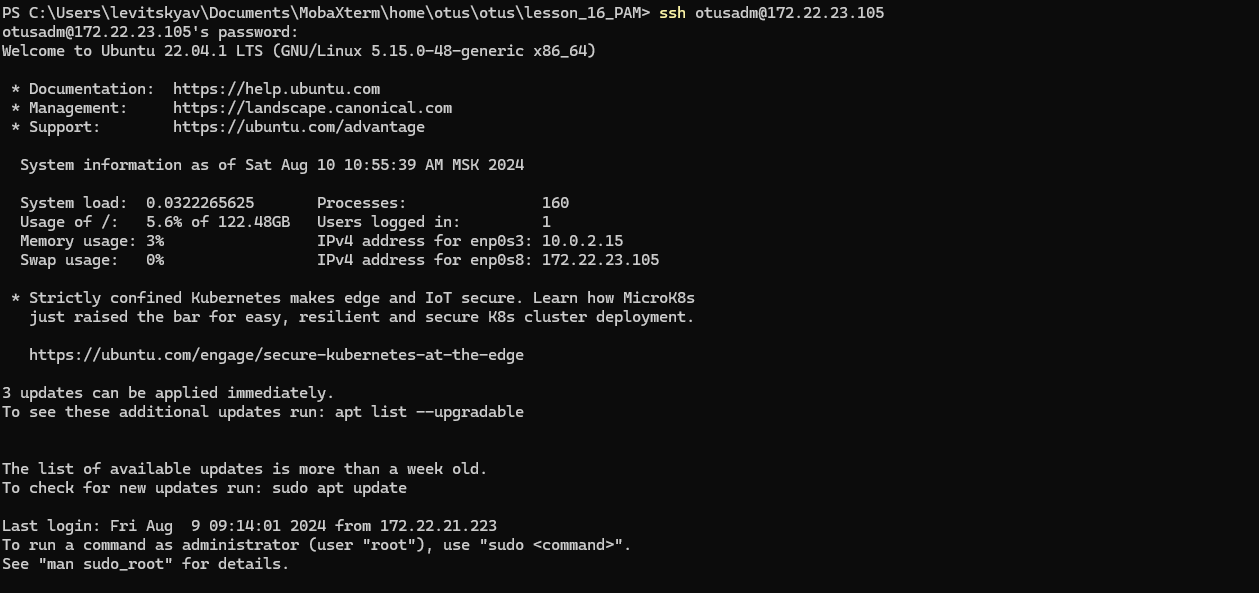 PS C:\Users\levitskyav\Documents\MobaXterm\home\otus\otus\lesson_16_PAM> ssh otusadm@172.22.23.105
otusadm@172.22.23.105's password:
Welcome to Ubuntu 22.04.1 LTS (GNU/Linux 5.15.0-48-generic x86_64)

 * Documentation:  https://help.ubuntu.com
 * Management:     https://landscape.canonical.com
 * Support:        https://ubuntu.com/advantage

  System information as of Sat Aug 10 10:55:39 AM MSK 2024

  System load:  0.0322265625       Processes:               160
  Usage of /:   5.6% of 122.48GB   Users logged in:         1
  Memory usage: 3%                 IPv4 address for enp0s3: 10.0.2.15
  Swap usage:   0%                 IPv4 address for enp0s8: 172.22.23.105

 * Strictly confined Kubernetes makes edge and IoT secure. Learn how MicroK8s
   just raised the bar for easy, resilient and secure K8s cluster deployment.

   https://ubuntu.com/engage/secure-kubernetes-at-the-edge

3 updates can be applied immediately.
To see these additional updates run: apt list --upgradable


The list of available updates is more than a week old.
To check for new updates run: sudo apt update

Last login: Fri Aug  9 09:14:01 2024 from 172.22.21.223
To run a command as administrator (user "root"), use "sudo <command>".
See "man sudo_root" for details.